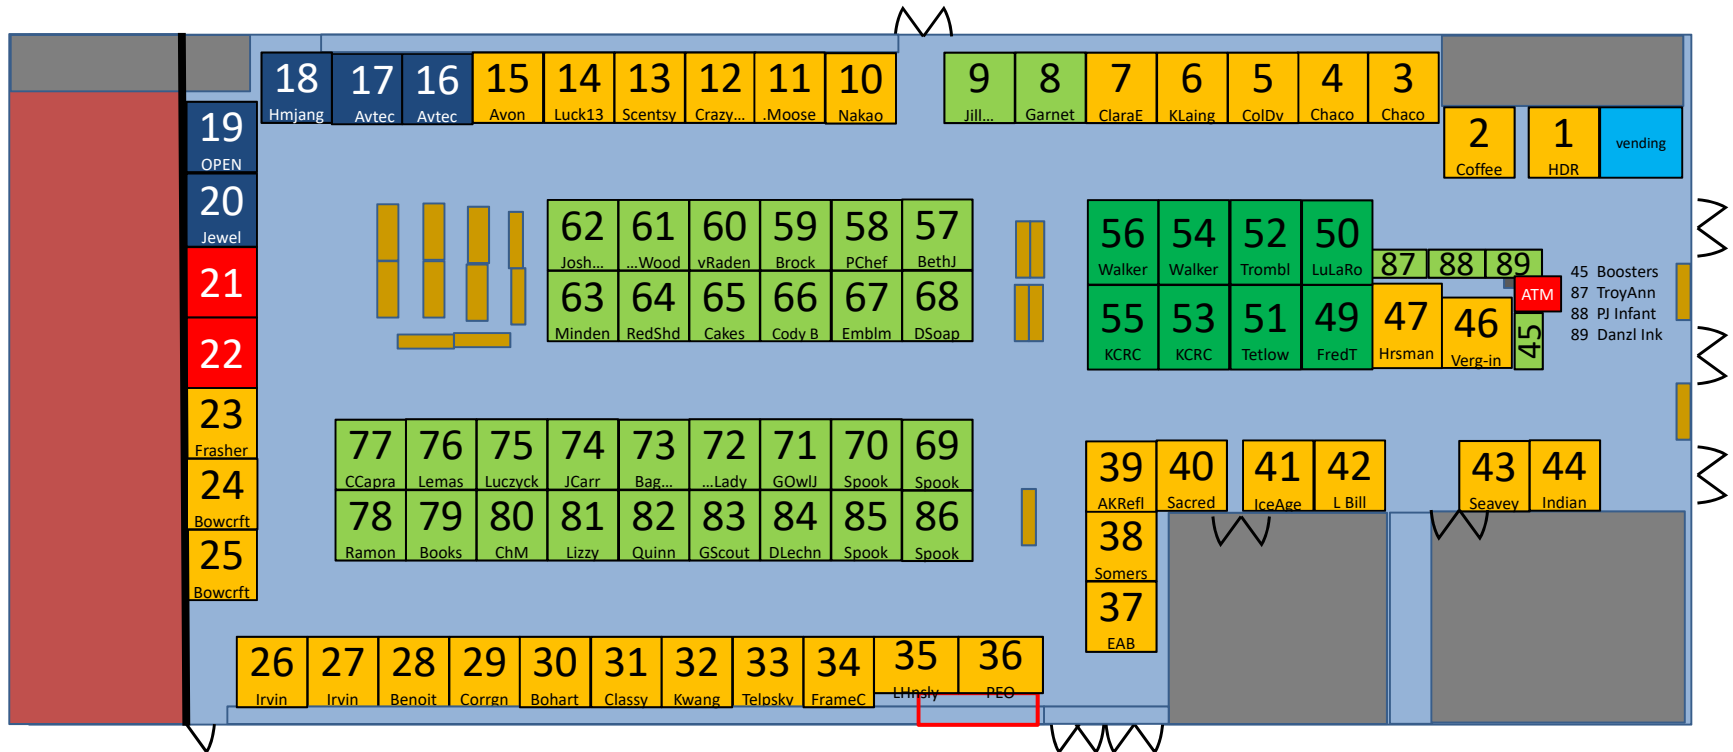 18 17 16 15 14 13 12 11 10 9 8 7 6 5 4 3
Hmjang Avtec Avtec Avon Luck13 Scentsy Crazy... .Moose Nakao Jill... Garnet ClaraE KLaing ColDv Chaco Chaco
2 1 vending
Coffee HDR
19
OPEN
20
Jewel
21
22
23
Frasher
24
Bowcrft
25
Bowcrft
62 61 60 59 58 57
Josh... ...Wood vRaden Brock PChef BethJ
63 64 65 66 67 68
Minden RedShd Cakes Cody B Emblm DSoap
56 54 52 50
Walker Walker Trombl LuLaRo
87 88 89
55 53 51 49 47 46
KCRC KCRC Tetlow FredT Hrsman Verg-in
ATM
45
45 Boosters
87 TroyAnn
88 PJ Infant
89 Danzl Ink
77 76 75 74 73 72 71 70 69
CCapra Lemas Luczyck JCarr Bag... ...Lady GOwlJ Spook Spook
78 79 80 81 82 83 84 85 86
Ramon Books ChM Lizzy Quinn GScout DLechn Spook Spook
39 40 41 42 43 44
AKRefl Sacred IceAge L Bill Seavey Indian
38
Somers
37
EAB
26 27 28 29 30 31 32 33 34 35 36
Irvin Irvin Benoit Corrgn Bohart Classy Kwang Telpsky FrameC LHnsly PEO